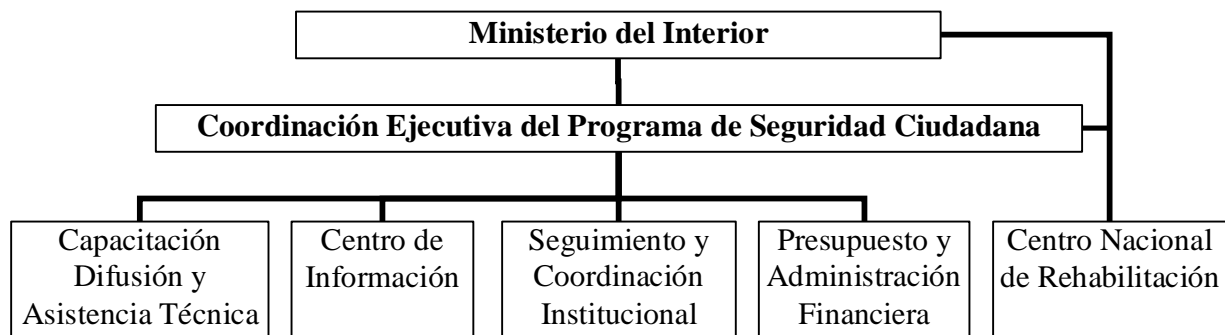 Ministerio del Interior
Coordinación Ejecutiva del Programa de Seguridad Ciudadana
Capacitación
Difusión y
Asistencia Técnica
Centro de
Información
Seguimiento y
Coordinación
Institucional
Presupuesto y
Administración
Financiera
Centro Nacional
de Rehabilitación